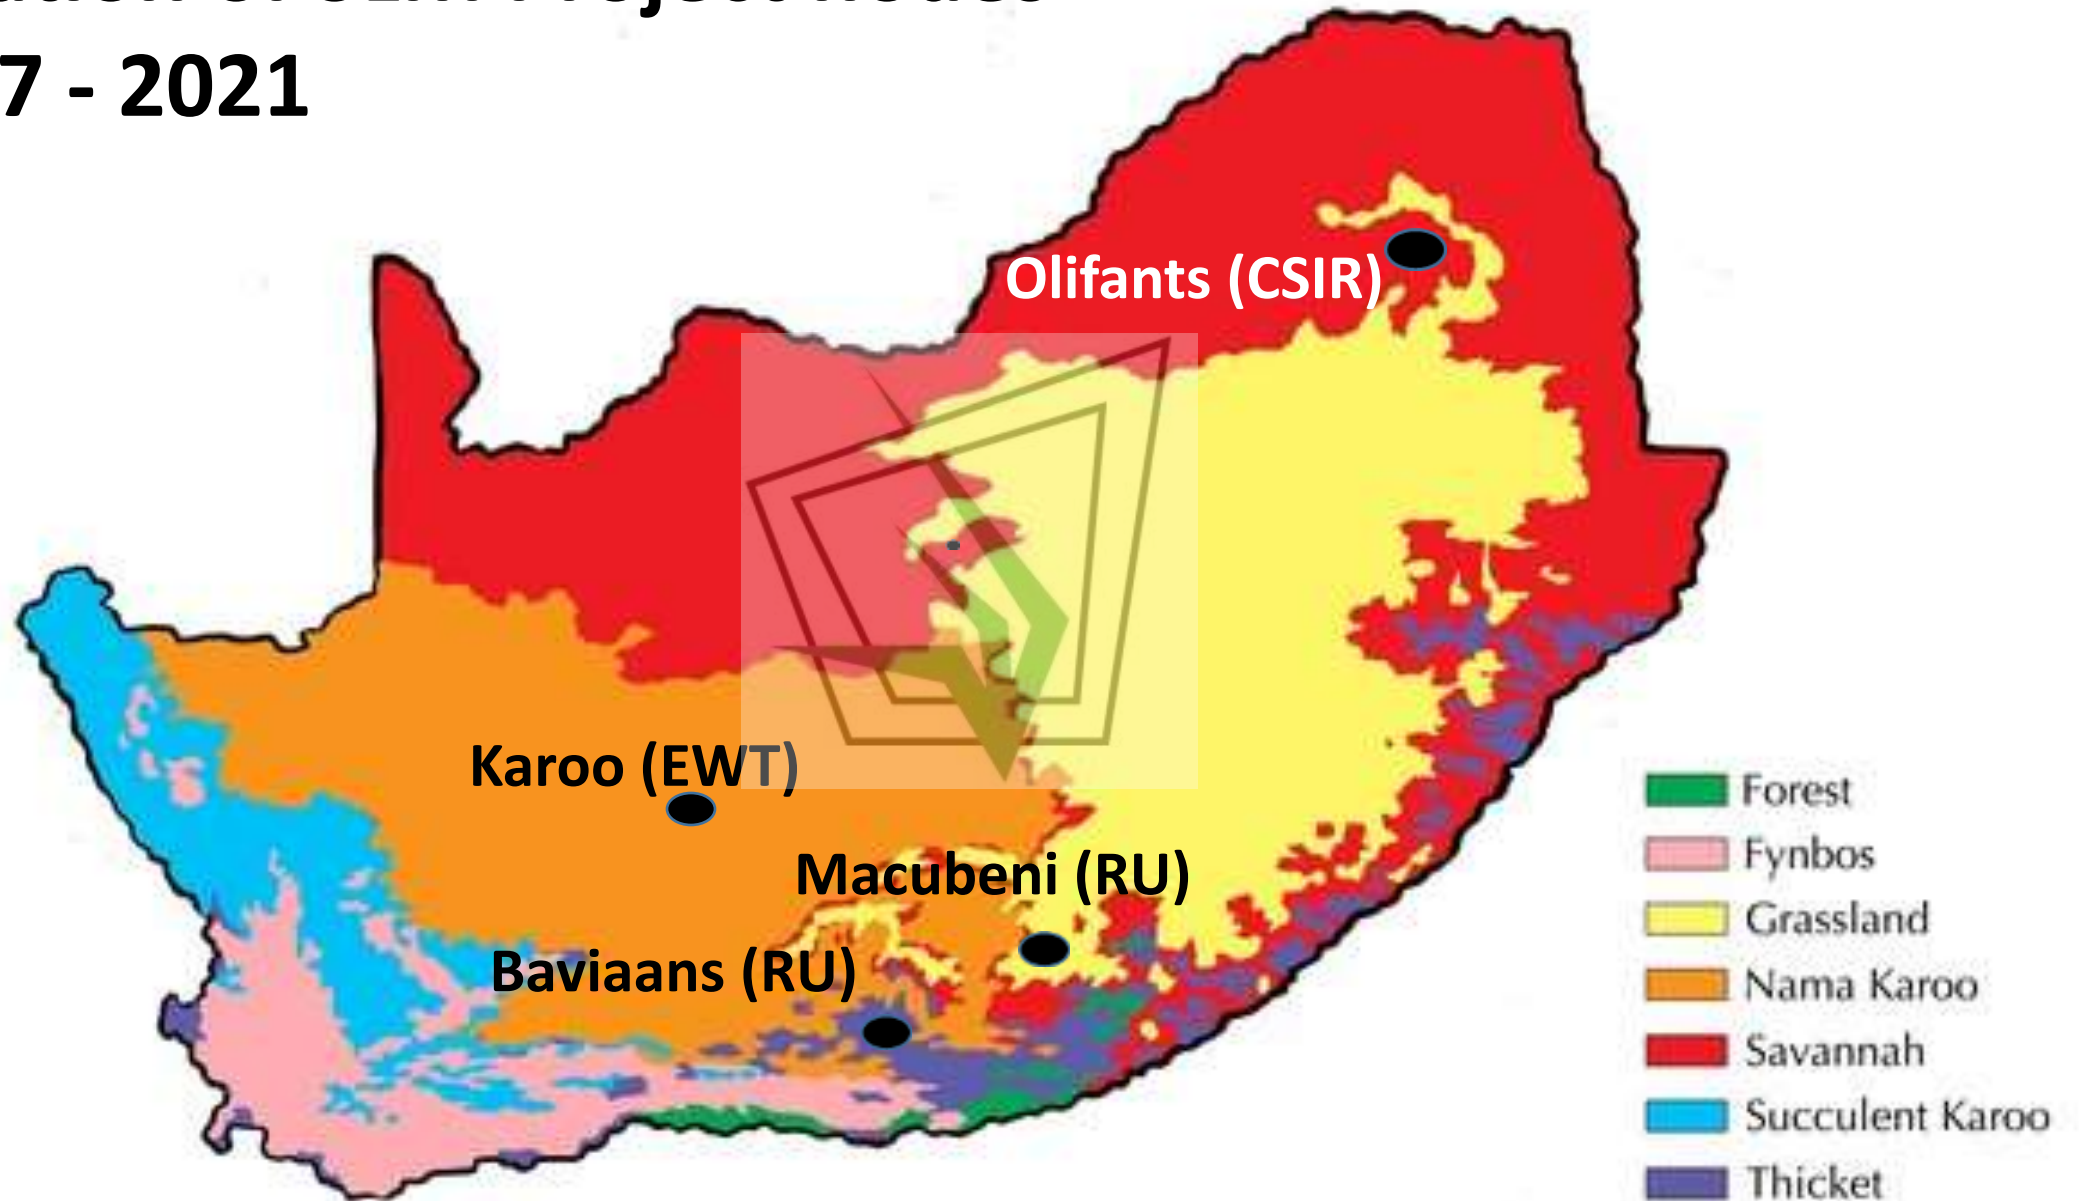 7 - 2021
Olifants (CSIR)
Karoo (EWT)
Macubeni (RU)
Baviaans (RU)
Forest
Fynbos
Grassland
Nama Karoo
Savannah
Succulent Karoo
Thicket